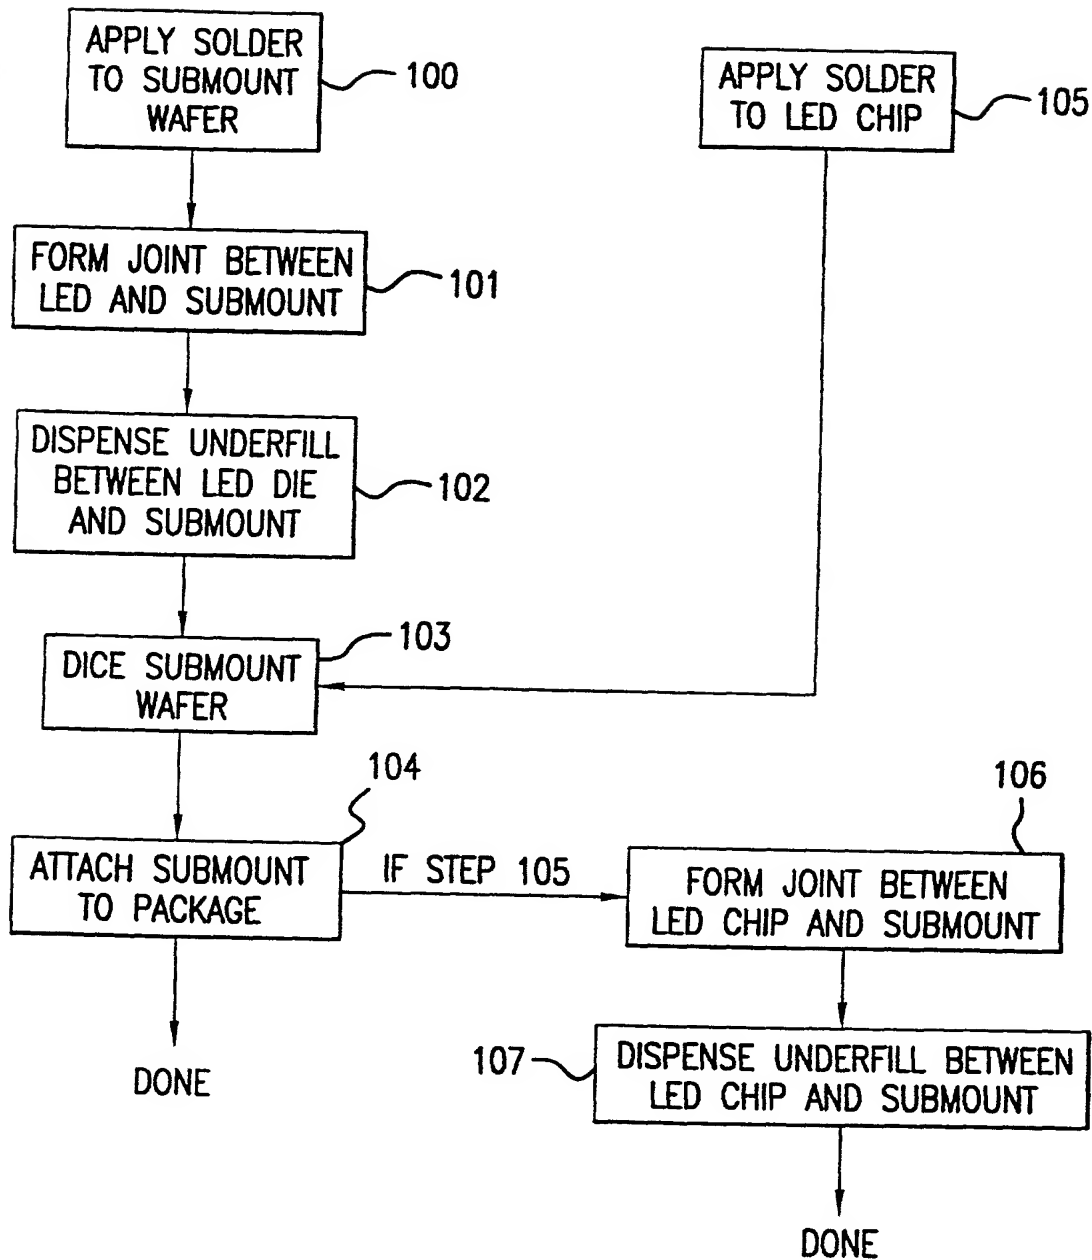 APPLY SOLDER
TO SUBMOUNT
WAFER
100
APPLY SOLDER
TO LED CHIP
105
FORM JOINT BETWEEN
LED AND SUBMOUNT
101
DISPENSE UNDERFILL
BETWEEN LED DIE
AND SUBMOUNT
102
DICE SUBMOUNT
WAFER
103
ATTACH SUBMOUNT
TO PACKAGE
104
IF STEP 105
FORM JOINT BETWEEN
LED CHIP AND SUBMOUNT
106
DONE
107
DISPENSE UNDERFILL BETWEEN
LED CHIP AND SUBMOUNT
DONE